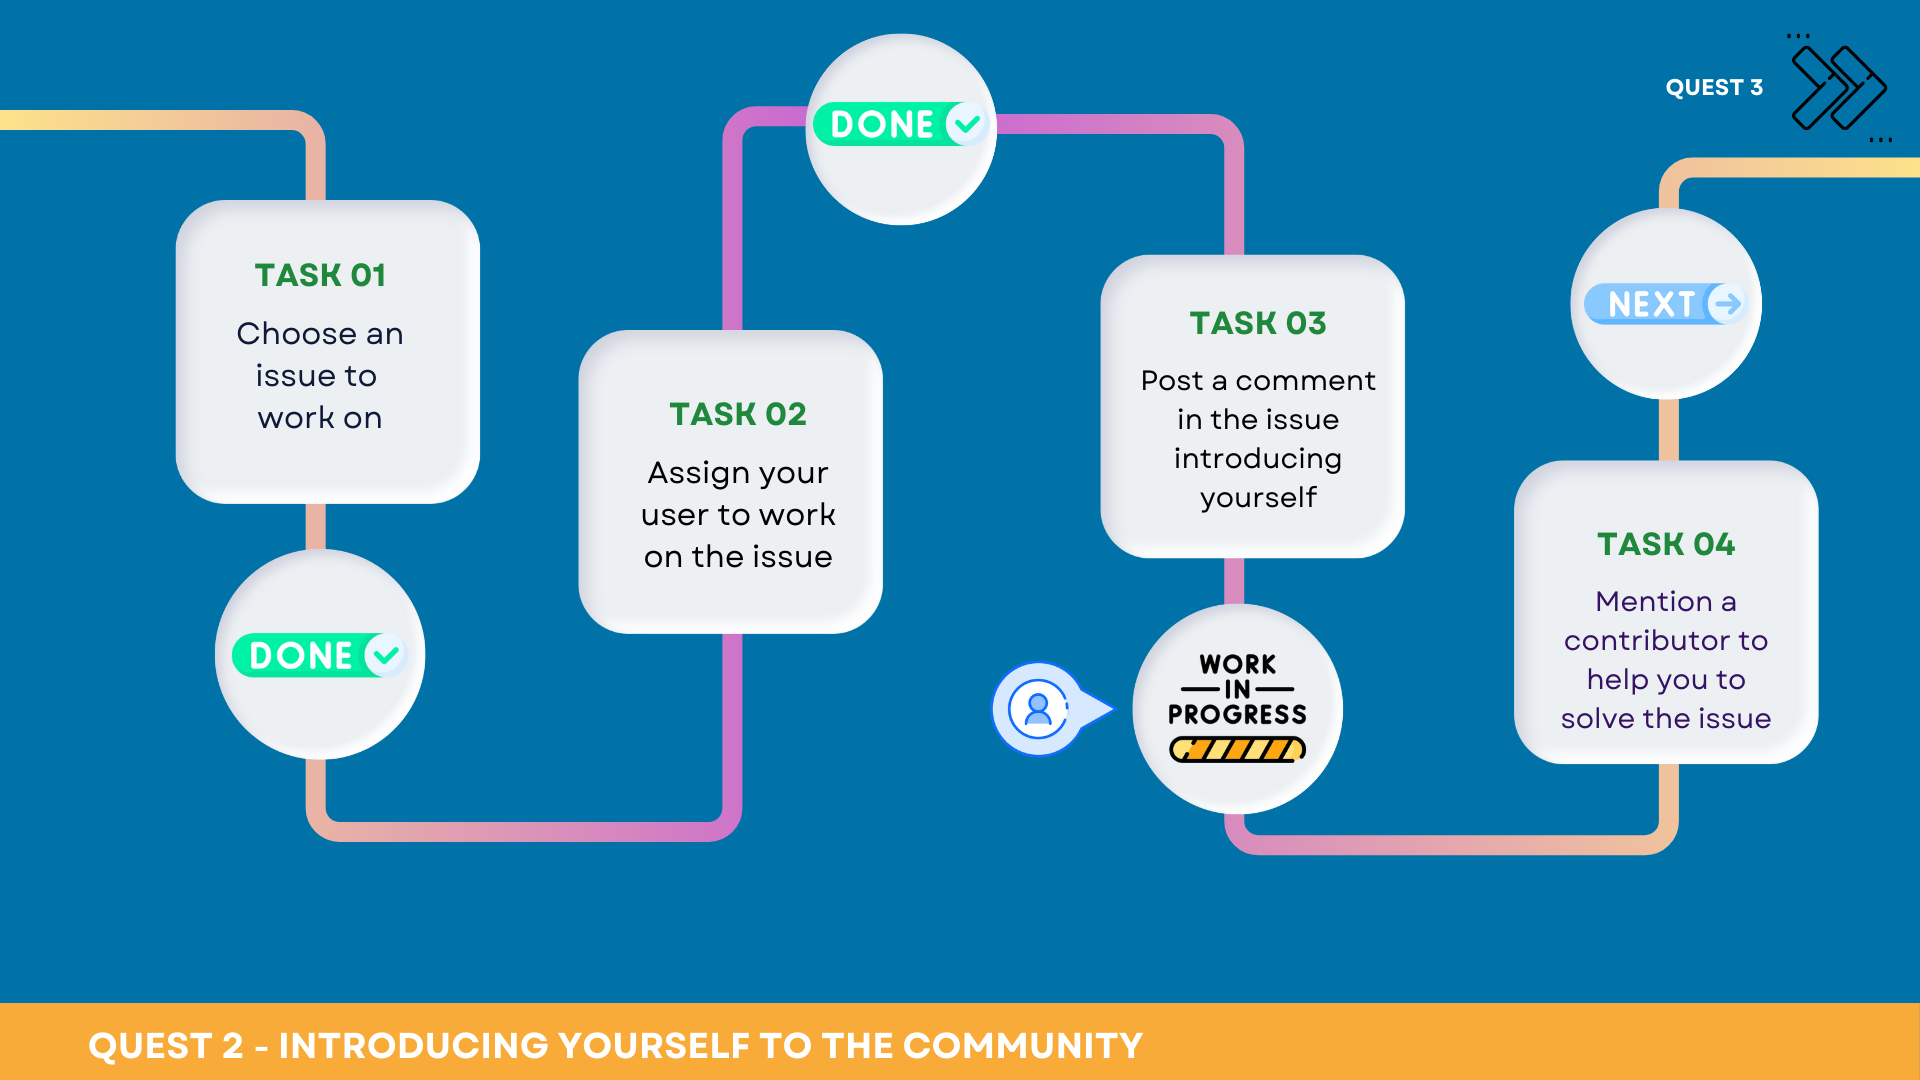 QUEST 3
TASK 01
Choose an
issue to
work on
DONE
TASK 02
Assign your
user to work
on the issue
DONE
TASK 03
Post a comment
in the issue
introducing
yourself
WORK
IN
PROGRESS
TASK 04
Mention a
contributor to
help you to
solve the issue
NEXT
QUEST 2 - INTRODUCING YOURSELF TO THE COMMUNITY